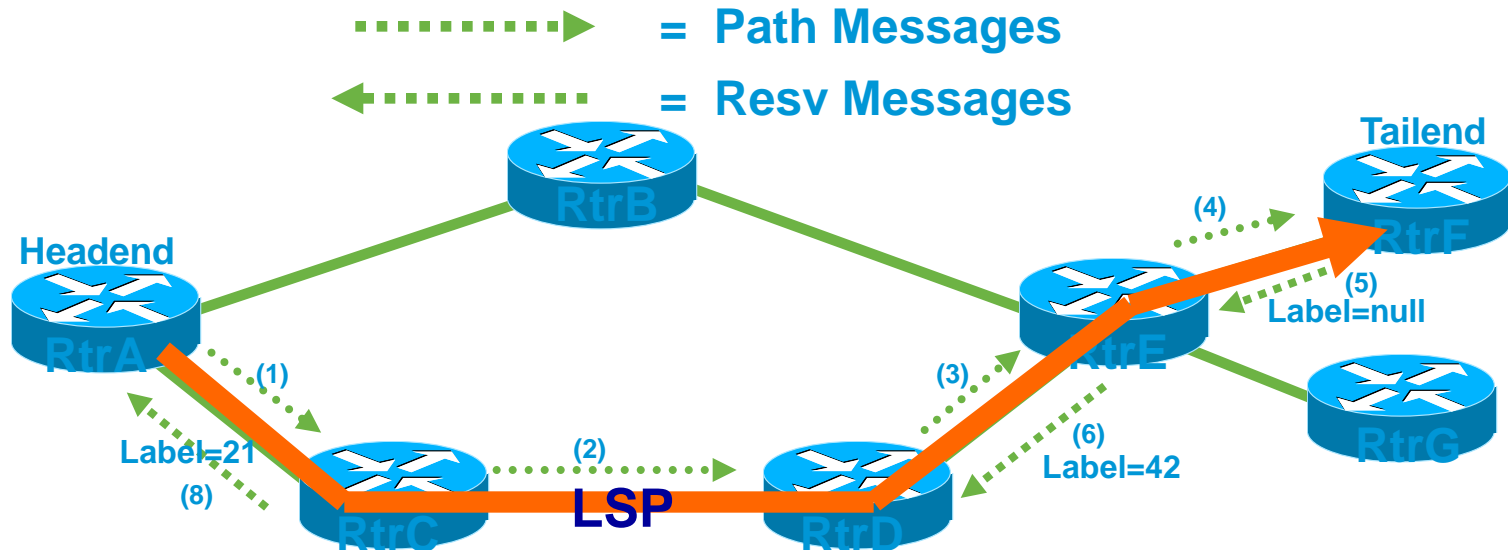 = Path Messages
= Resv Messages
Tailend
RtrB
(4)
RtrF
Headend
(5)
Label=null
RtrA
(1)
(3)
RtrE
(6)
Label=42
RtrG
Label=21
(2)
(8)
LSP
RtrC
RtrD